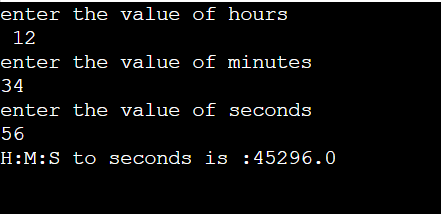 enter the value of hours
12
enter the value of minutes
34
enter the value of seconds
56
H:M:S to seconds is :45296.0